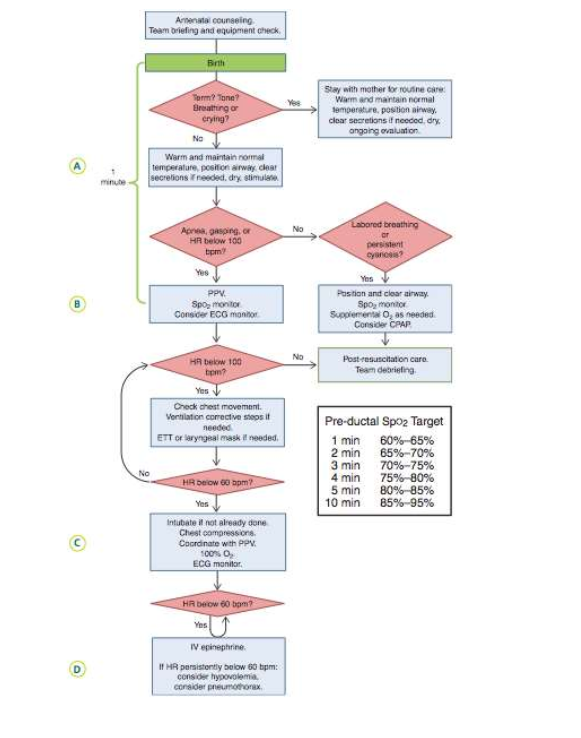 Antenatal counseling.
Team briefing and equipment check.
Birth
Term? Tone?
Breathing or
crying?
Yes
Stay with mother for routine care:
Warm and maintain normal
temperature, position airway,
clear secretions if needed, dry,
ongoing evaluation.
No
A
1
minute
Warm and maintain normal
temperature, position airway, clear
secretions if needed, dry, stimulate.
Apnea, gasping, or
HR below 100
bpm?
No
Labored breathing
or
persistent
cyanosis?
Yes
Yes
B
PPV.
Spo2 monitor.
Consider ECG monitor.
Position and clear airway.
Spo2 monitor.
Supplemental O2 as needed.
Consider CPAP.
HR below 100
bpm?
No
Post-resuscitation care.
Team debriefing.
Yes
Check chest movement.
Ventilation corrective steps if
needed.
ETT or laryngeal mask if needed.
Pre-ductal Spo2 Target
1 min 60%–65%
2 min 65%–70%
3 min 70%–75%
4 min 75%–80%
5 min 80%–85%
10 min 85%–95%
No
HR below 60 bpm?
Yes
C
Intubate if not already done.
Chest compressions.
Coordinate with PPV.
100% O2.
ECG monitor.
HR below 60 bpm?
Yes
D
IV epinephrine.
If HR persistently below 60 bpm:
consider hypovolemia,
consider pneumothorax.